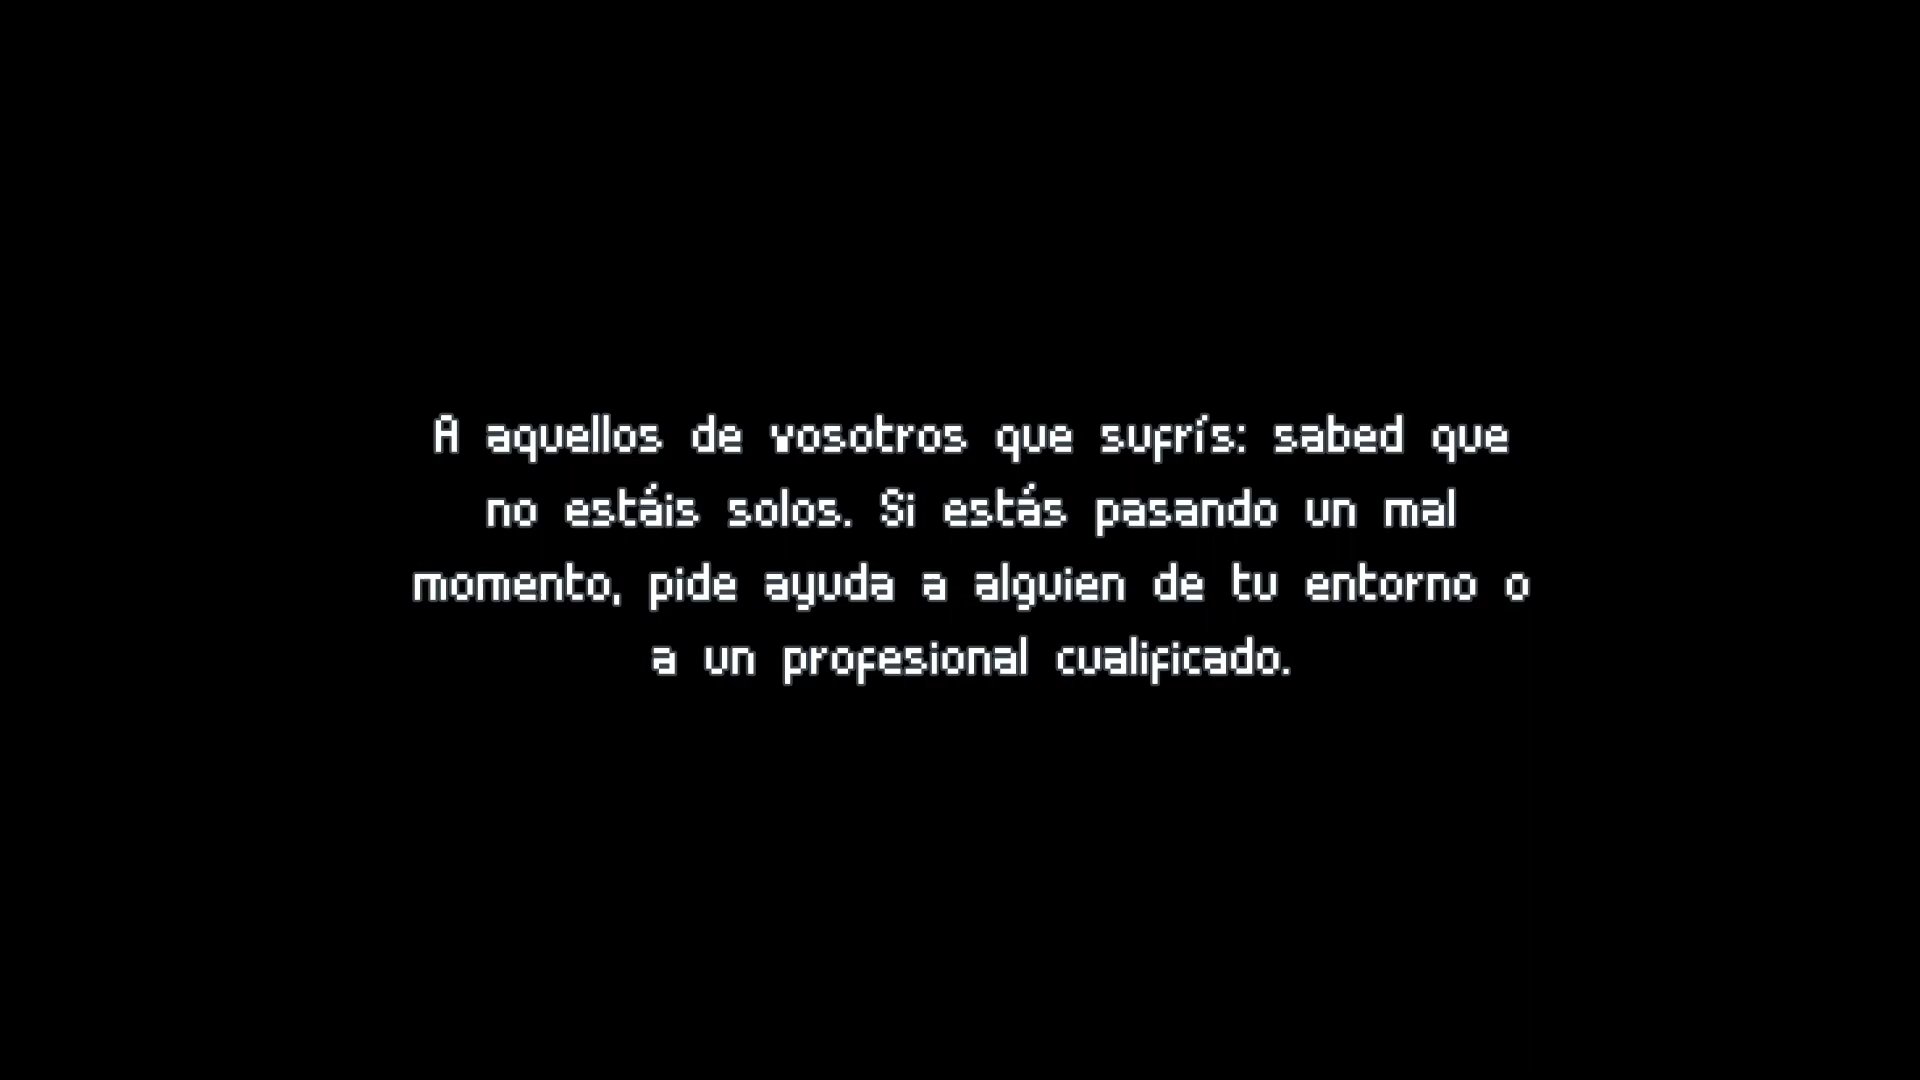 A aquellos de vosotros que sufrís: sabed que
no estáis solos. Si estás pasando un mal
momento, pide ayuda a alguien de tu entorno o
a un profesional cualificado.